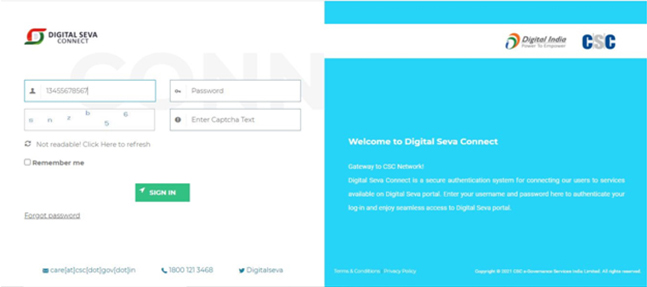 DIGITAL SEVA
CONNECT
CONN
13455678567
Password
Enter Captcha Text
Not readable! Click Here to refresh
Remember me
SIGN IN
Forgot password
care[at]csc[dot]gov[dot]in
1800 121 3468
Digitalseva
Digital India
Power To Empower
CSC
Welcome to Digital Seva Connect
Gateway to CSC Network!
Digital Seva Connect is a secure authentication system for connecting our users to services
available on Digital Seva portal. Enter your username and password here to authenticate your
log-in and enjoy seamless access to Digital Seva portal.
Terms & Conditions | Privacy Policy
Copyright © 2021 CSC e-Governance Services India Limited. All rights reserved.